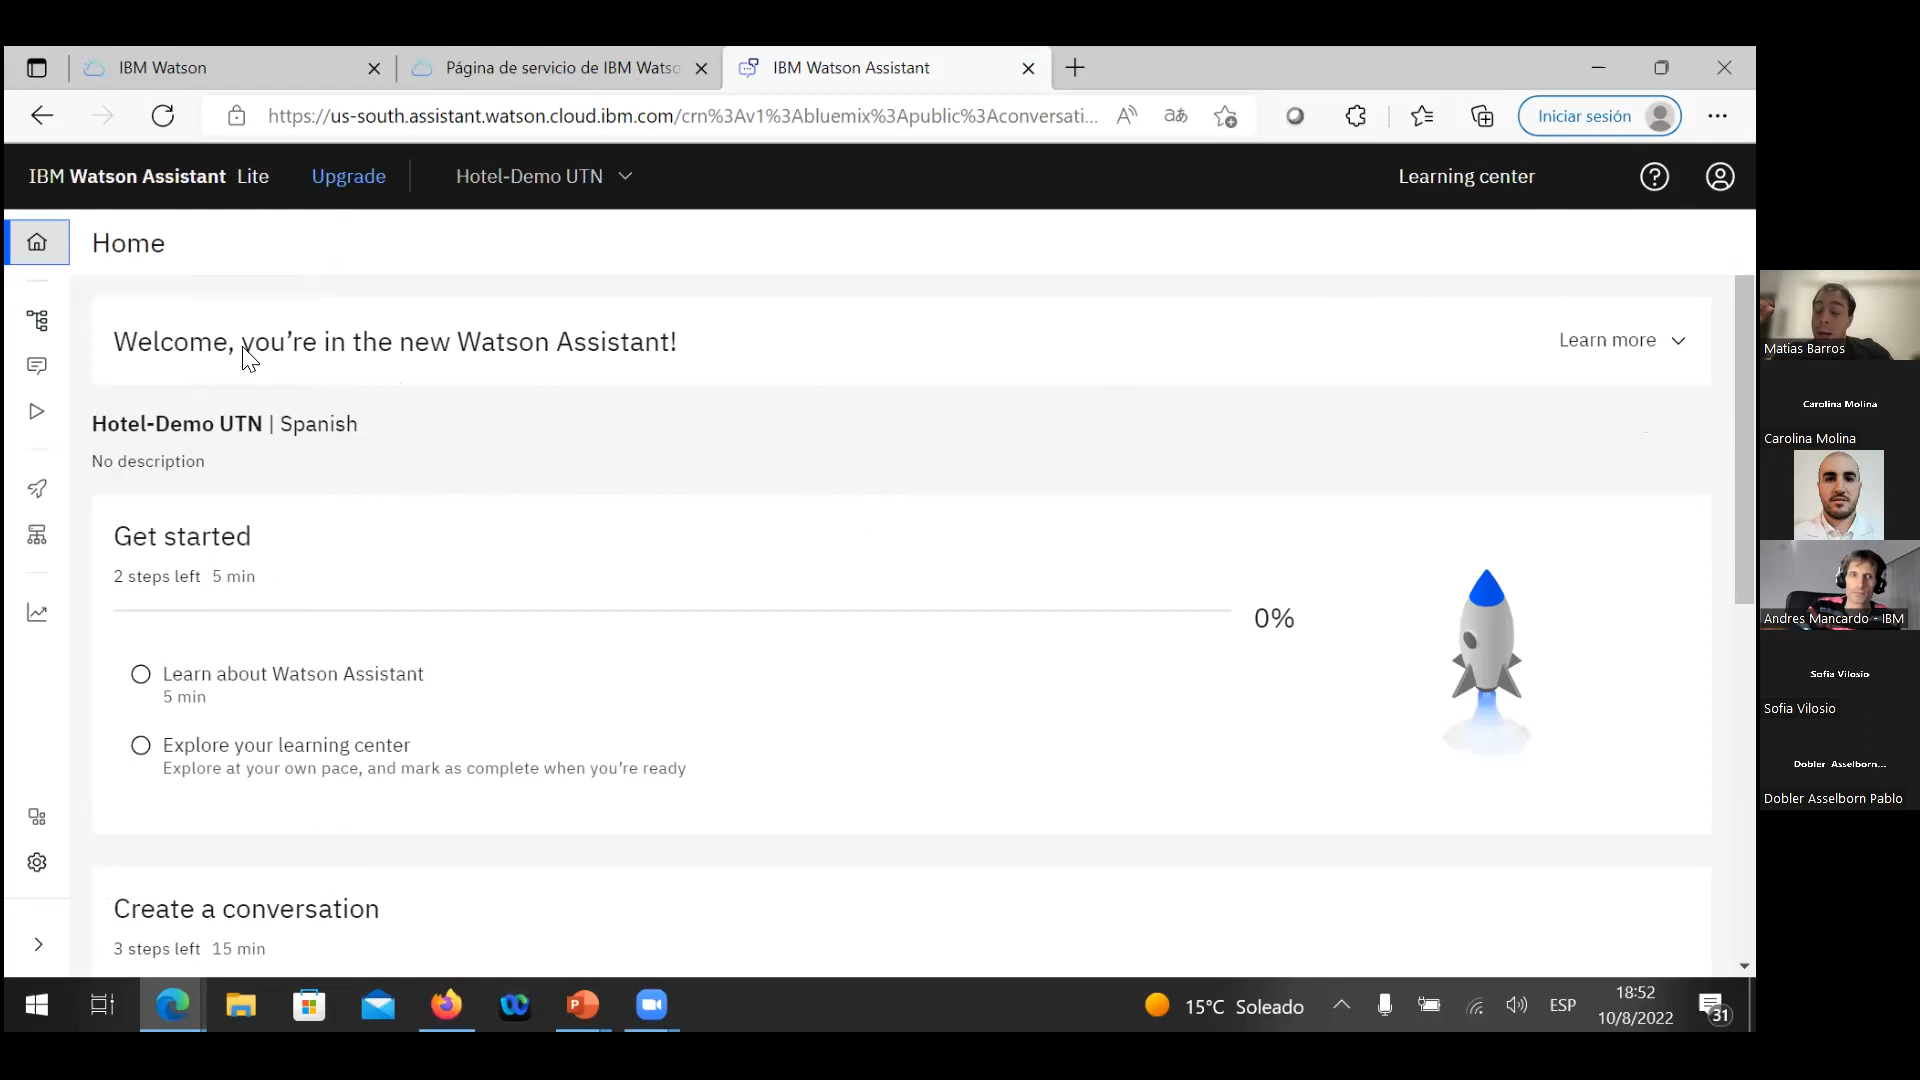 IBM Watson
Página de servicio de IBM Watso
IBM Watson Assistant
https://us-south.assistant.watson.cloud.ibm.com/crn%3Av1%3Abluemix%3Apublic%3Aconversati...
Iniciar sesión
IBM Watson Assistant Lite
Upgrade
Hotel-Demo UTN
Learning center
Home
Welcome, you’re in the new Watson Assistant!
Learn more
Hotel-Demo UTN | Spanish
No description
Get started
2 steps left 5 min
0%
Learn about Watson Assistant
5 min
Explore your learning center
Explore at your own pace, and mark as complete when you’re ready
Create a conversation
3 steps left 15 min
15°C Soleado
ESP
18:52
10/8/2022
31
Matias Barros
Carolina Molina
Carolina Molina
Andres Mancardo - IBM
Sofia Vilosio
Sofia Vilosio
Dobler Asselborn...
Dobler Asselborn Pablo